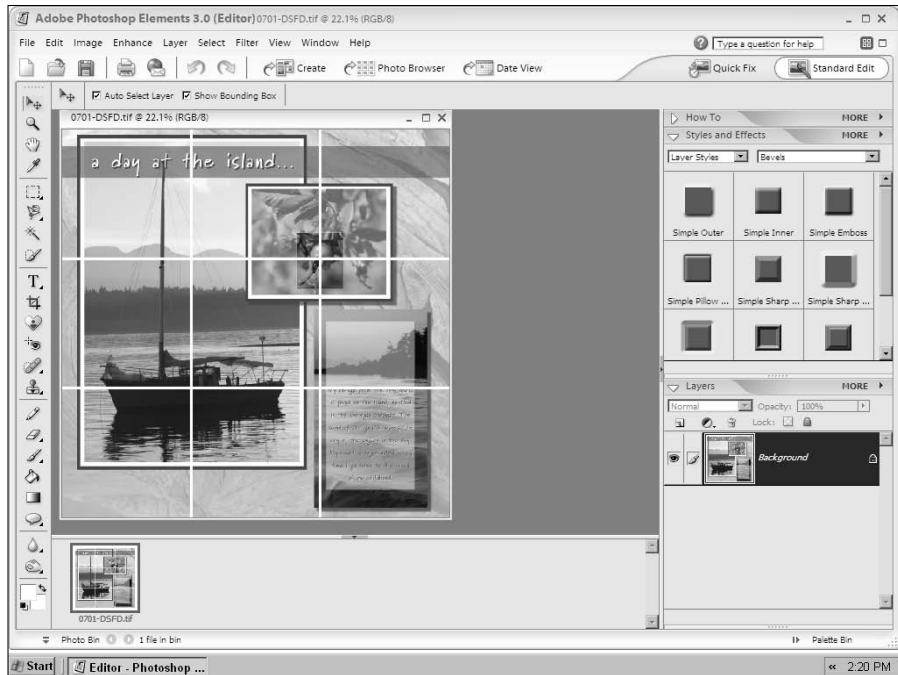 Adobe Photoshop Elements 3.0 (Editor) 0701-DSFD.tif @ 22.1% (RGB/8)
File Edit Image Enhance Layer Select Filter View Window Help
Type a question for help
Create Photo Browser Date View
Quick Fix Standard Edit
Auto Select Layer Show Bounding Box
0701-DSFD.tif @ 22.1% (RGB/8)
a day at the island...
How To MORE
Styles and Effects MORE
Layer Styles Bevels
Simple Outer Simple Inner Simple Emboss
Simple Pillow ... Simple Sharp ... Simple Sharp ...
Layers MORE
Normal Opacity: 100%
Lock:
Background
0701-DSFD.tif
Photo Bin 1 file in bin
Palette Bin
Start Editor - Photoshop ... « 2:20 PM